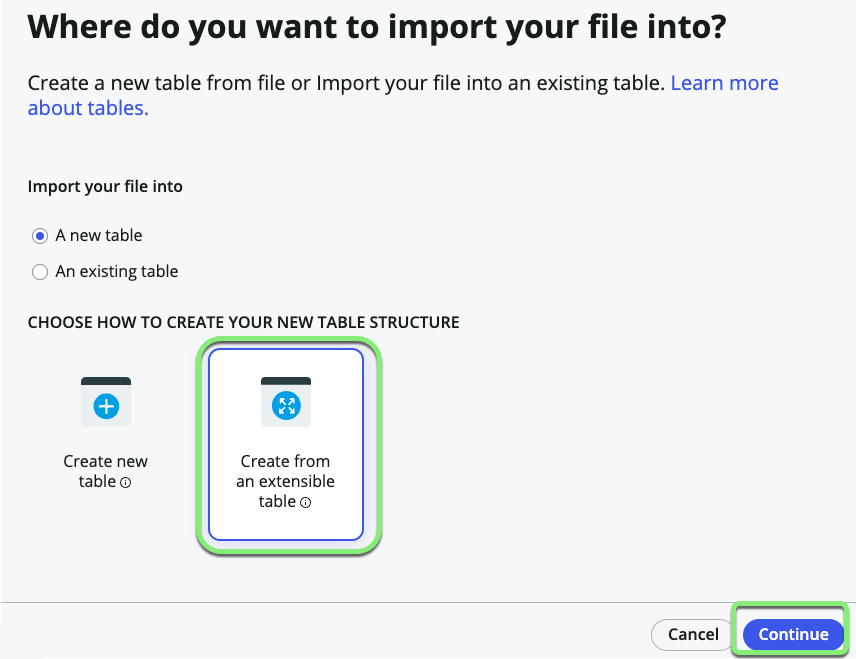 Where do you want to import your file into?
Create a new table from file or Import your file into an existing table. Learn more
about tables.
Import your file into
A new table
An existing table
CHOOSE HOW TO CREATE YOUR NEW TABLE STRUCTURE
Create new
table
Create from
an extensible
table
Cancel
Continue